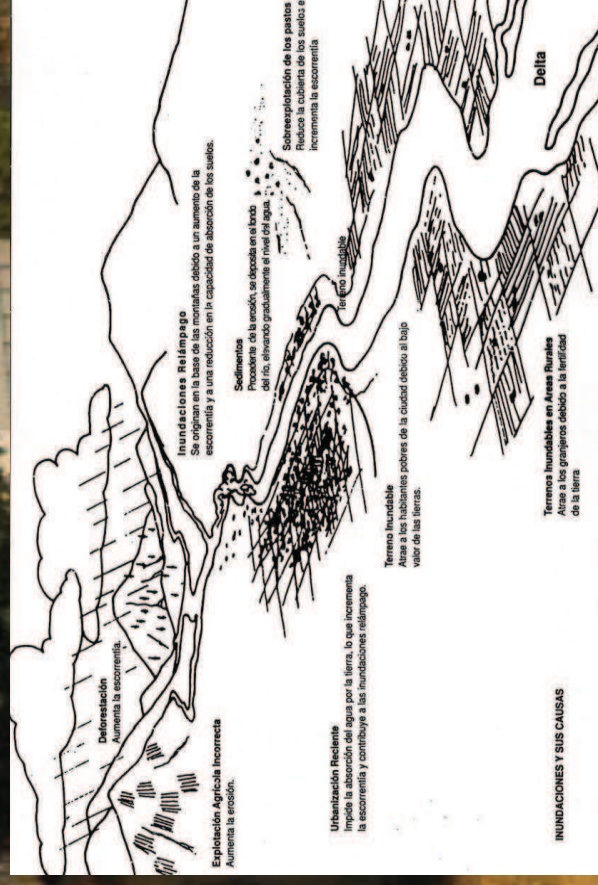 Deforestación
Aumenta la escorrentía.
Explotación Agrícola Incorrecta
Aumenta la erosión.
Inundaciones Relámpago
Se originan en la base de las montañas debido a un aumento de la
escorrentía y a una reducción en la capacidad de absorción de los suelos.
Sedimentos
Procedente de la erosión, se deposita en el fondo
del río, elevando gradualmente el nivel del agua.
Sobreexplotación de los pastos
Reduce la cubierta de los suelos e
incrementa la escorrentía
Urbanización Reciente
Impide la absorción del agua por la tierra, lo que incrementa
la escorrentía y contribuye a las inundaciones relámpago.
Terreno inundable
Terreno Inundable
Atrae a los habitantes pobres de la ciudad debido al bajo
valor de las tierras.
Delta
Terrenos Inundables en Areas Rurales
Atrae a los granjeros debido a la fertilidad
de la tierra
INUNDACIONES Y SUS CAUSAS